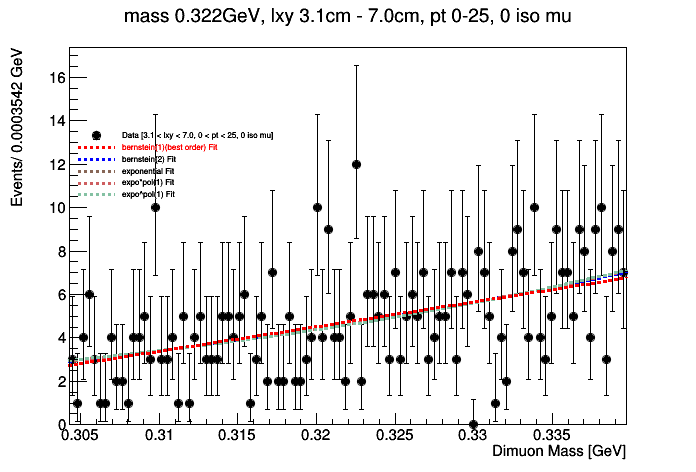 mass 0.322GeV, lxy 3.1cm - 7.0cm, pt 0-25, 0 iso mu
Events/ 0.0003542 GeV
16
14
12
10
8
6
4
2
0
Data [3.1 < lxy < 7.0, 0 < pt < 25, 0 iso mu]
bernstein(1)(best order) Fit
bernstein(2) Fit
exponential Fit
expo*pol(1) Fit
expo^pol(1) Fit
0.305 0.31 0.315 0.32 0.325 0.33 0.335
Dimuon Mass [GeV]